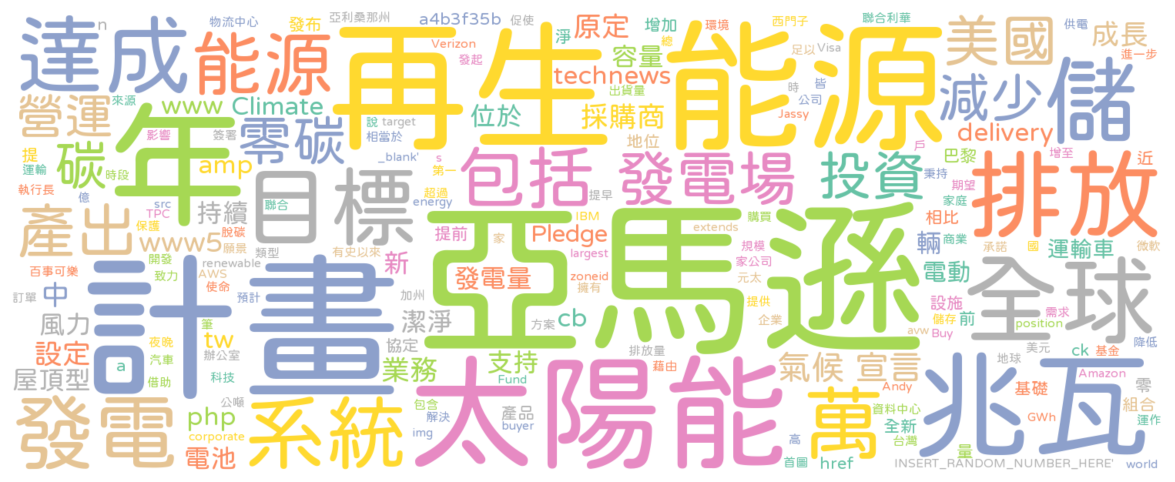 n 物流中心 亞利桑那州 發布 a4b3f35b 促使 原定 增加 淨 環境 西門子 聯合利華 供電
達成 能源 再生能源 美國 成長
Verizon 發起 總 容量 足以 Visa 進一步
營運 來源 www Climate technews 出貨量 時 皆 減少 儲
年 零碳 影響 簽署 說 target 位於 採購商 公司 Jassy delivery
碳 amp 相當於 _blank' 地位 戶 增至
提 運輸 時段 s 第一 包括 發電場 投資 巴黎 秉持 近 排放
執行長 億 src 目標 超過 energy 提早 期望 家庭
產出 TPC 保護 持續 聯合 IBM 亞馬遜 購買 相比
www5 脫碳 願景 類型 有史以來 提前 Pledge 家 extends 輛 商業 承諾 國 微軟
百事可樂 開發 renewable 新 largest 規模 運輸車
計畫 致力 AWS 使命 發電量 zoneid 家公司 電動 全球
訂單 中 預計 加州 擁有 元太 提供 設施
風力 筆 潔淨 方案 cb 企業 儲存 前 需求
tw 夜晚 協定 avw Buy position
設定 辦公室 支持 排放量 美元 降低
屋頂型 a 汽車 業務 藉由 氣候 宣言 ck 基金
借助 科技 Fund 太陽能 地球 Amazon 零
發電 公噸 系統 Andy 兆瓦 基礎 組合
php 包含 產品 萬 資料中心 GWh 運作
corporate 解決 buyer 全新
電池 img 高 台灣 量
首圖 href INSERT_RANDOM_NUMBER_HERE' world